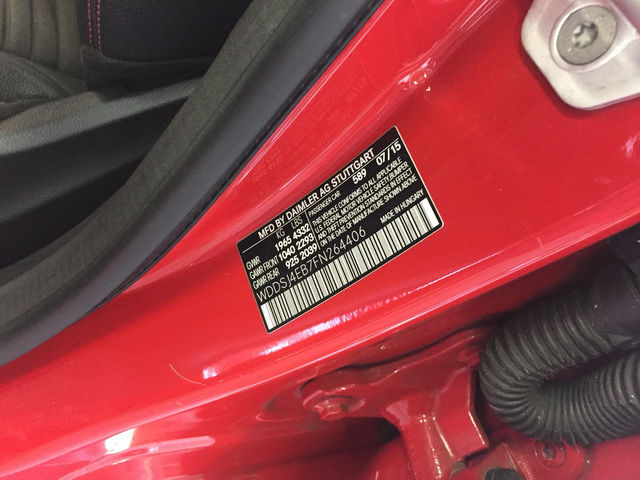 MFD BY DAIMLER AG STUTTGART
589 07/15
KG LBS PASSENGER CAR
GVWR 1965 4332 THIS VEHICLE CONFORMS TO ALL APPLICABLE
GAWR FRONT 1040 2293 U.S. FEDERAL MOTOR VEHICLE SAFETY, BUMPER
GAWR REAR 925 2039 AND THEFT PREVENTION STANDARDS IN EFFECT
ON THE DATE OF MANUFACTURE SHOWN ABOVE
MADE IN HUNGARY
WDDSJ4EB7FN264406